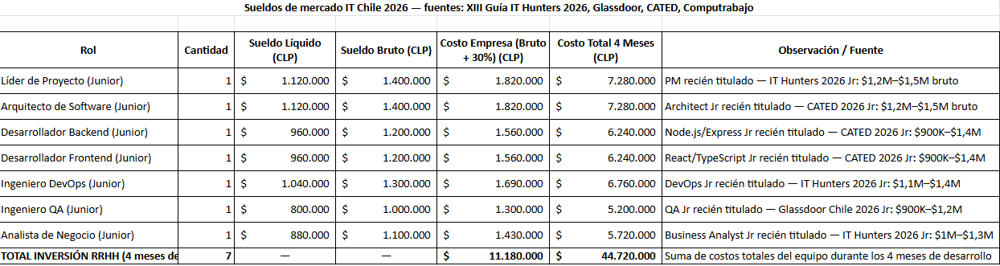 Sueldos de mercado IT Chile 2026 — fuentes: XIII Guía IT Hunters 2026, Glassdoor, CATED, Computrabajo
Rol Cantidad Sueldo Líquido (CLP) Sueldo Bruto (CLP) Costo Empresa (Bruto + 30%) (CLP) Costo Total 4 Meses (CLP) Observación / Fuente
Líder de Proyecto (Junior) 1 $ 1.120.000 $ 1.400.000 $ 1.820.000 $ 7.280.000 PM recién titulado — IT Hunters 2026 Jr: $1,2M–$1,5M bruto
Arquitecto de Software (Junior) 1 $ 1.120.000 $ 1.400.000 $ 1.820.000 $ 7.280.000 Architect Jr recién titulado — CATED 2026 Jr: $1,2M–$1,5M bruto
Desarrollador Backend (Junior) 1 $ 960.000 $ 1.200.000 $ 1.560.000 $ 6.240.000 Node.js/Express Jr recién titulado — CATED 2026 Jr: $900K–$1,4M
Desarrollador Frontend (Junior) 1 $ 960.000 $ 1.200.000 $ 1.560.000 $ 6.240.000 React/TypeScript Jr recién titulado — CATED 2026 Jr: $900K–$1,4M
Ingeniero DevOps (Junior) 1 $ 1.040.000 $ 1.300.000 $ 1.690.000 $ 6.760.000 DevOps Jr recién titulado — IT Hunters 2026 Jr: $1,1M–$1,4M
Ingeniero QA (Junior) 1 $ 800.000 $ 1.000.000 $ 1.300.000 $ 5.200.000 QA Jr recién titulado — Glassdoor Chile 2026 Jr: $900K–$1,2M
Analista de Negocio (Junior) 1 $ 880.000 $ 1.100.000 $ 1.430.000 $ 5.720.000 Business Analyst Jr recién titulado — IT Hunters 2026 Jr: $1M–$1,3M
TOTAL INVERSIÓN RRHH (4 meses de 7 — — $ 11.180.000 $ 44.720.000 Suma de costos totales del equipo durante los 4 meses de desarrollo